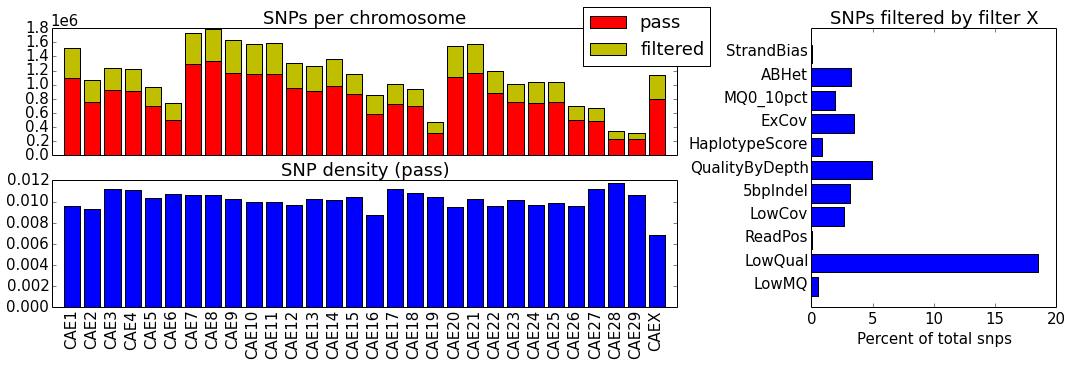 SNPs per chromosome
1e6
1.8
1.6
1.4
1.2
1.0
0.8
0.6
0.4
0.2
0.0
pass
filtered
SNP density (pass)
0.012
0.010
0.008
0.006
0.004
0.002
0.000
CAE1
CAE2
CAE3
CAE4
CAE5
CAE6
CAE7
CAE8
CAE9
CAE10
CAE11
CAE12
CAE13
CAE14
CAE15
CAE16
CAE17
CAE18
CAE19
CAE20
CAE21
CAE22
CAE23
CAE24
CAE25
CAE26
CAE27
CAE28
CAE29
CAEX
SNPs filtered by filter X
StrandBias
ABHet
MQ0_10pct
ExCov
HaplotypeScore
QualityByDepth
5bpIndel
LowCov
ReadPos
LowQual
LowMQ
0 5 10 15 20
Percent of total snps